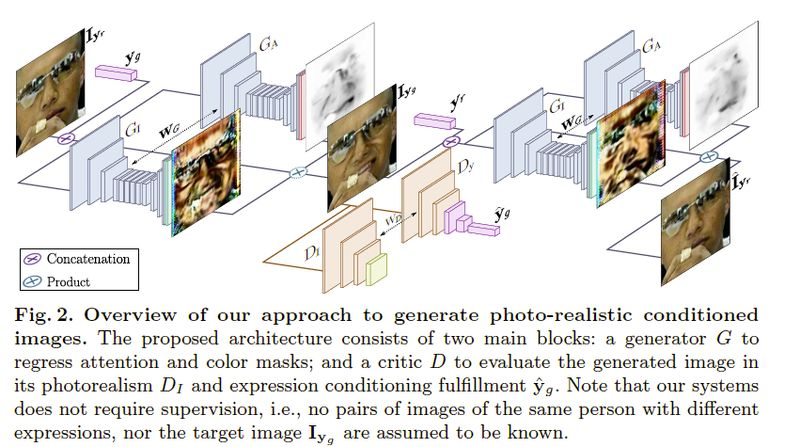 I_{y_r}
y_g
G_A
G_I
w_G
I_{y_g}
y_r
G_A
G_I
w_G
D_y
D_I
w_D
ŷ_g
Î_{y_r}
Concatenation
Product
Fig. 2. Overview of our approach to generate photo-realistic conditioned
images. The proposed architecture consists of two main blocks: a generator G to
regress attention and color masks; and a critic D to evaluate the generated image in
its photorealism D_I and expression conditioning fulfillment ŷ_g. Note that our systems
does not require supervision, i.e., no pairs of images of the same person with different
expressions, nor the target image I_{y_g} are assumed to be known.